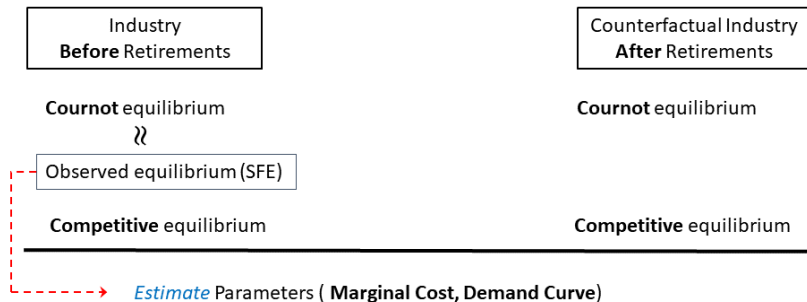 Industry
Before Retirements
Counterfactual Industry
After Retirements
Cournot equilibrium
Cournot equilibrium
≈
Observed equilibrium (SFE)
Competitive equilibrium
Competitive equilibrium
Estimate Parameters ( Marginal Cost, Demand Curve)